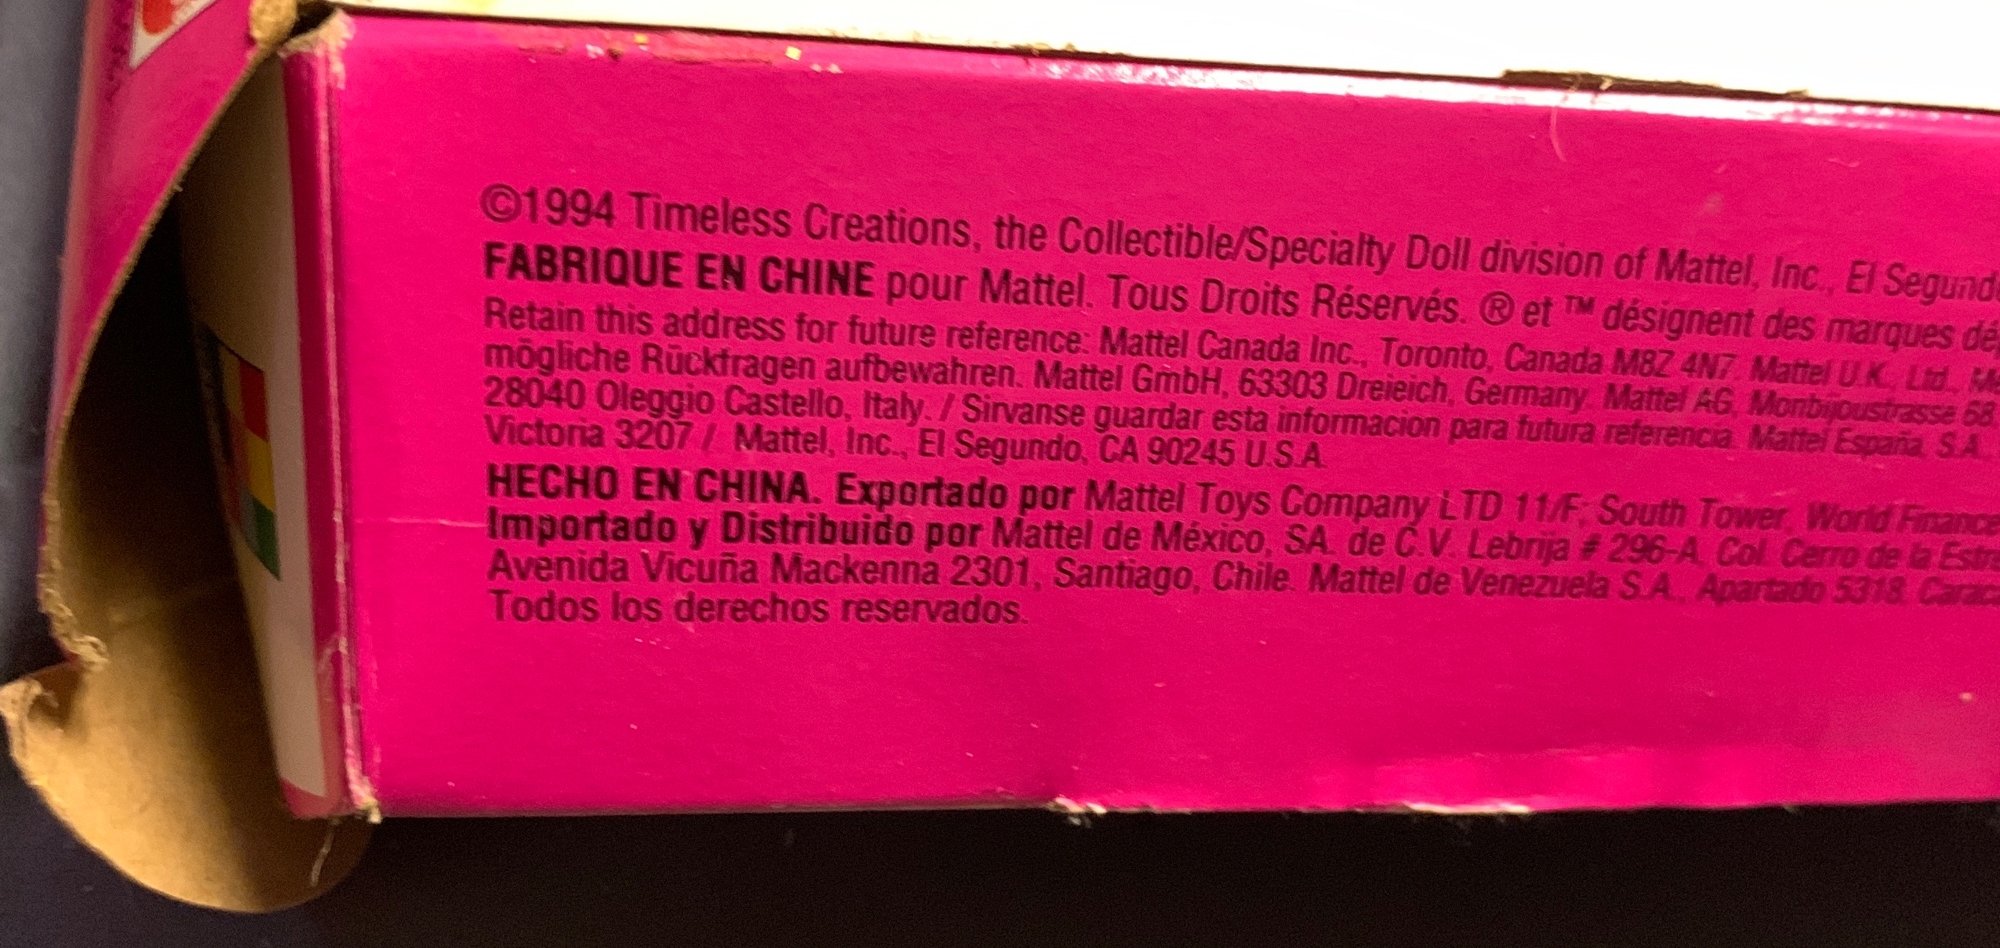 ©1994 Timeless Creations, the Collectible/Specialty Doll division of Mattel, Inc., El Segundo
FABRIQUE EN CHINE pour Mattel. Tous Droits Réservés. ® et ™ désignent des marques
Retain this address for future reference: Mattel Canada Inc., Toronto, Canada M8Z 4N7. Mattel U.K., Ltd.,
mögliche Rückfragen aufbewahren. Mattel GmbH, 63303 Dreieich, Germany. Mattel AG, Monbijoustrasse 68
28040 Oleggio Castello, Italy. / Sirvanse guardar esta informacion para futura referencia. Mattel España, S.A.
Victoria 3207 / Mattel, Inc., El Segundo, CA 90245 U.S.A.
HECHO EN CHINA. Exportado por Mattel Toys Company LTD 11/F; South Tower, World
Importado y Distribuido por Mattel de México, SA. de C.V. Lebrija # 296-A, Col. Cerro de la
Avenida Vicuña Mackenna 2301, Santiago, Chile. Mattel de Venezuela S.A., Apartado 5318,
Todos los derechos reservados.